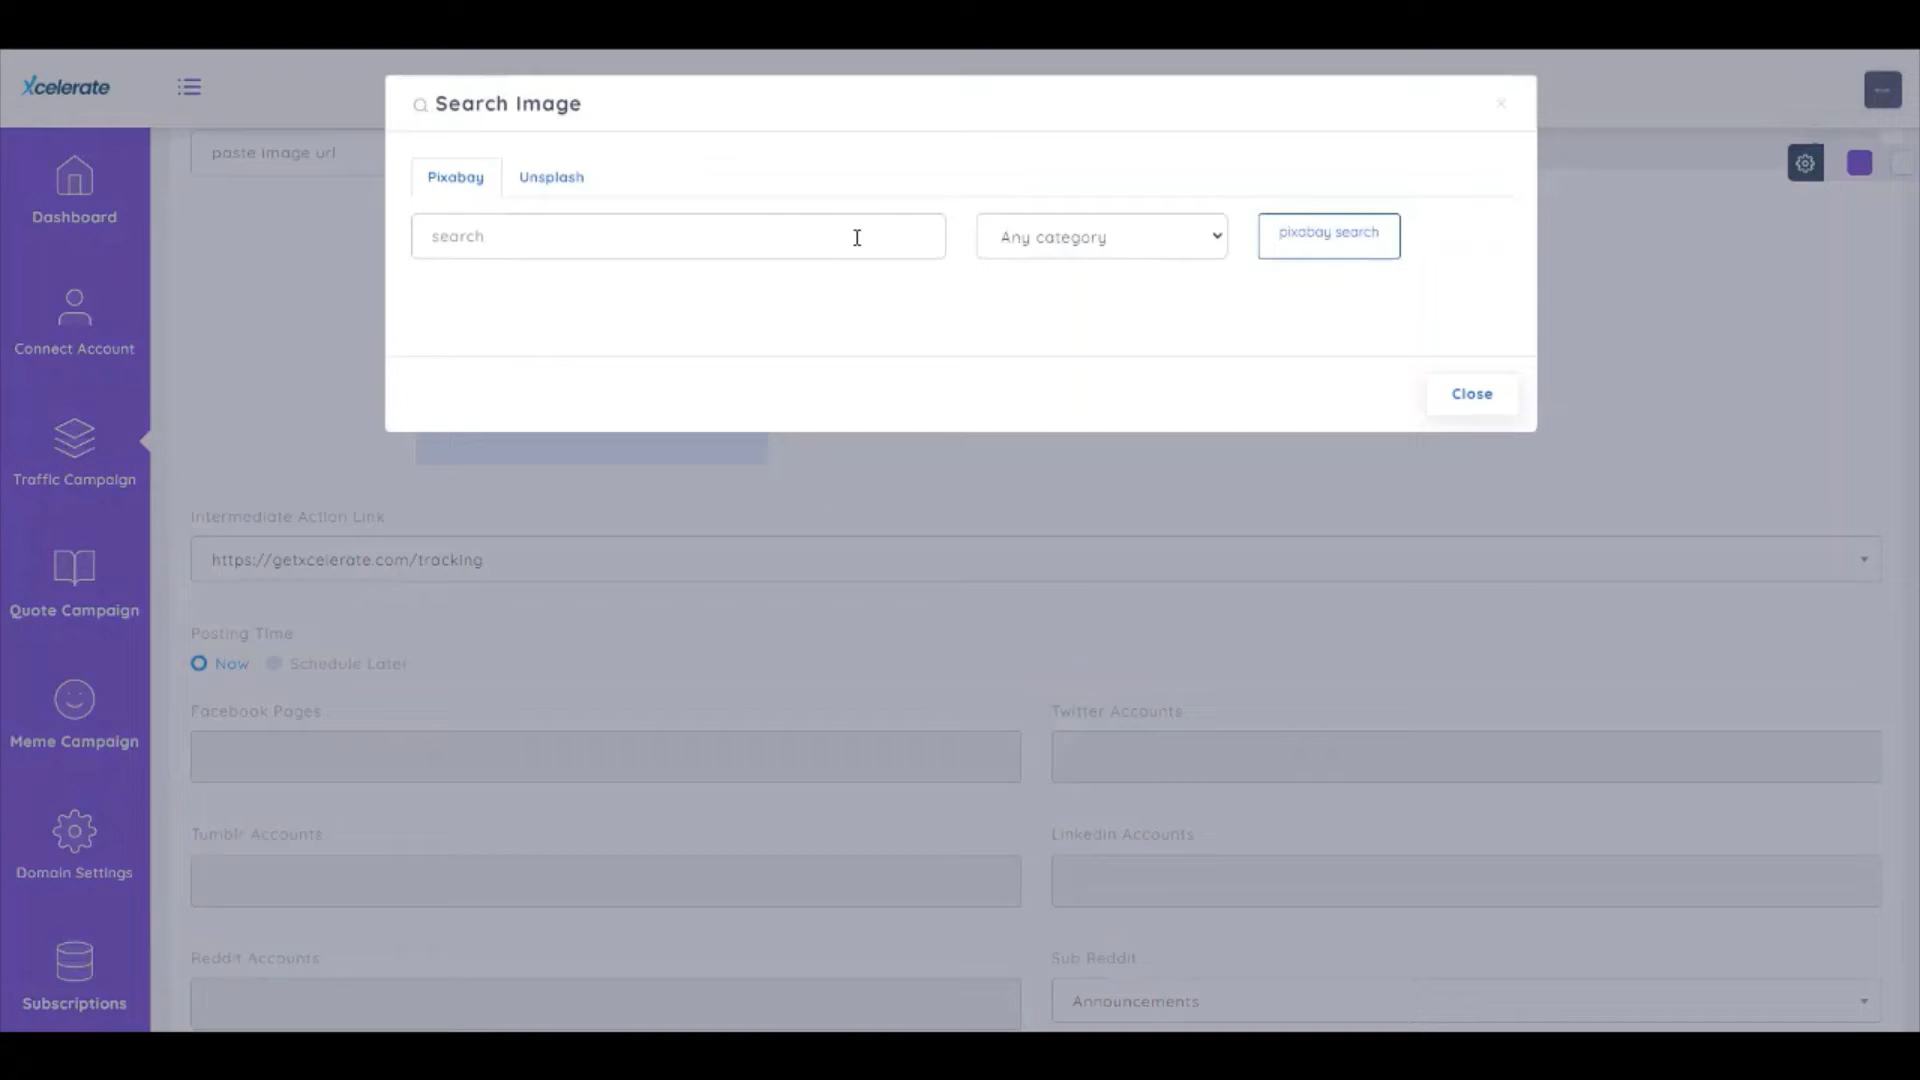 Xcelerate
Search Image
paste image url
Pixabay
Unsplash
search
Any category
pixabay search
Close
Dashboard
Connect Account
Traffic Campaign
Quote Campaign
Meme Campaign
Domain Settings
Subscriptions
Intermediate Action Link
https://getxcelerate.com/tracking
Posting Time
Now
Schedule Later
Facebook Pages
Twitter Accounts
Tumblr Accounts
Linkedin Accounts
Reddit Accounts
Sub Reddit
Announcements